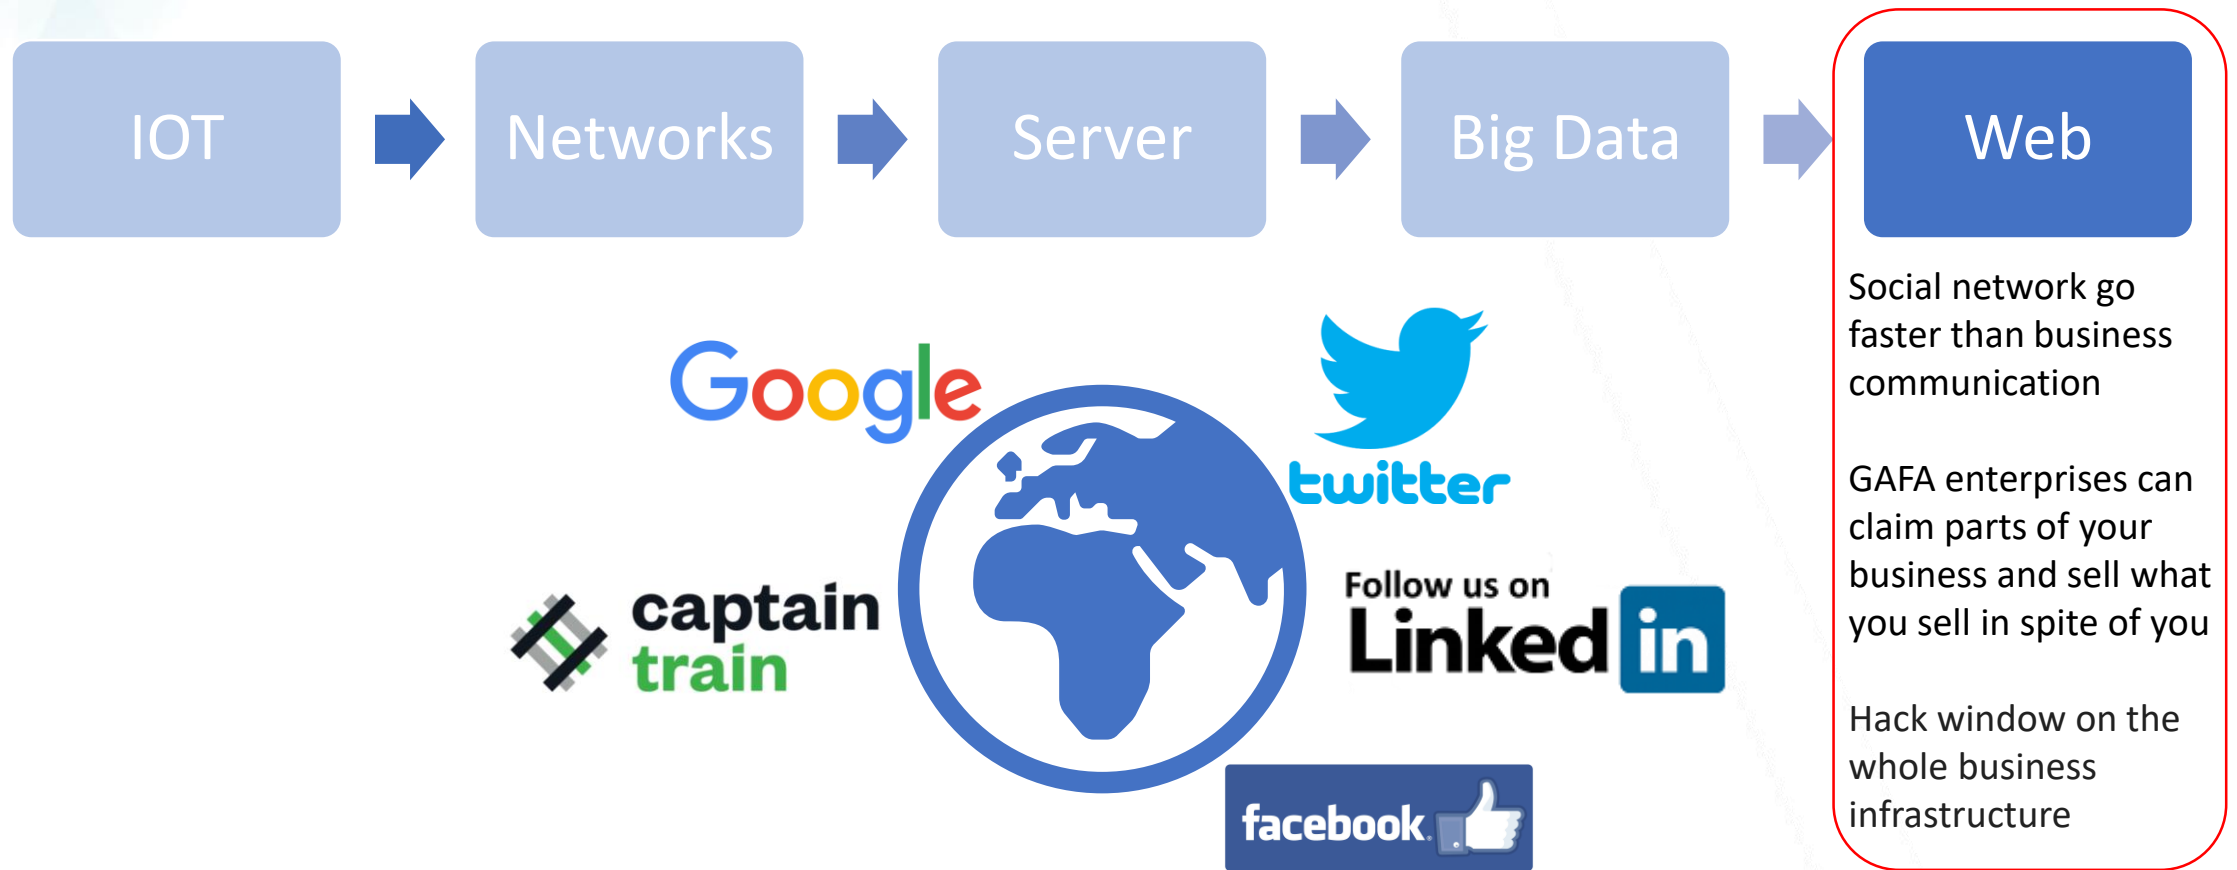 IOT
Networks
Server
Big Data
Web
Google
twitter
captain
train
Follow us on
Linked in
facebook.
Social network go
faster than business
communication
GAFA enterprises can
claim parts of your
business and sell what
you sell in spite of you
Hack window on the
whole business
infrastructure